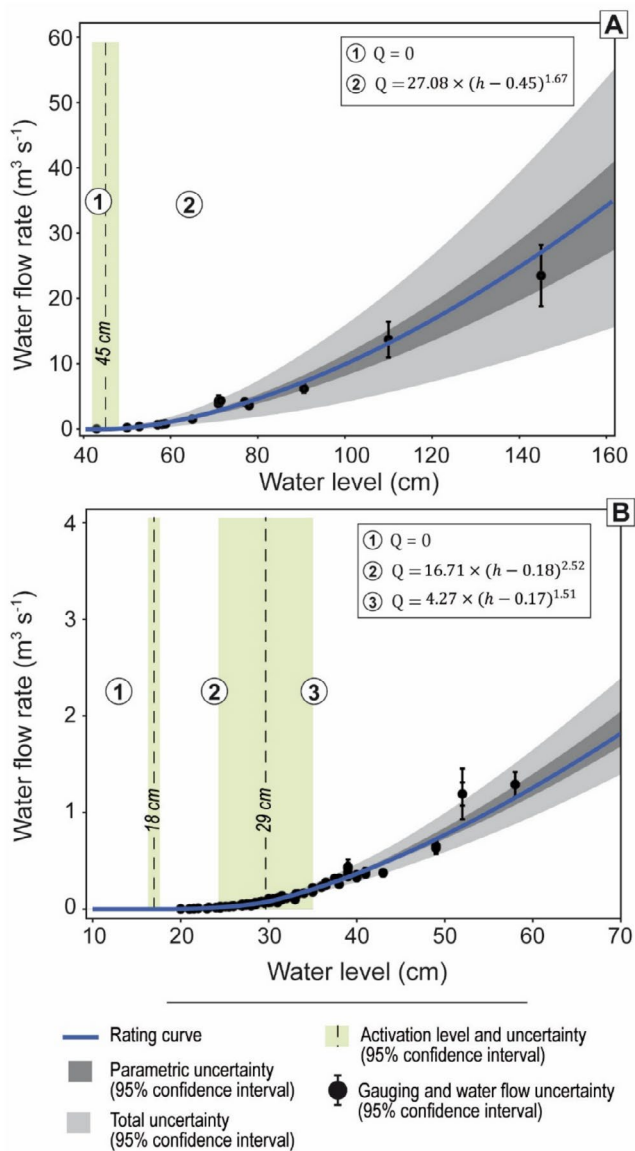 A
60
50
40
30
20
10
0
Water flow rate (m³ s⁻¹)
① Q = 0
② Q = 27.08 × (h − 0.45)^1.67
① ②
45 cm
40 60 80 100 120 140 160
Water level (cm)
B
4
3
2
1
0
Water flow rate (m³ s⁻¹)
① Q = 0
② Q = 16.71 × (h − 0.18)^2.52
③ Q = 4.27 × (h − 0.17)^1.51
① ② ③
18 cm
29 cm
10 20 30 40 50 60 70
Water level (cm)
Rating curve
Parametric uncertainty
(95% confidence interval)
Total uncertainty
(95% confidence interval)
Activation level and uncertainty
(95% confidence interval)
Gauging and water flow uncertainty
(95% confidence interval)